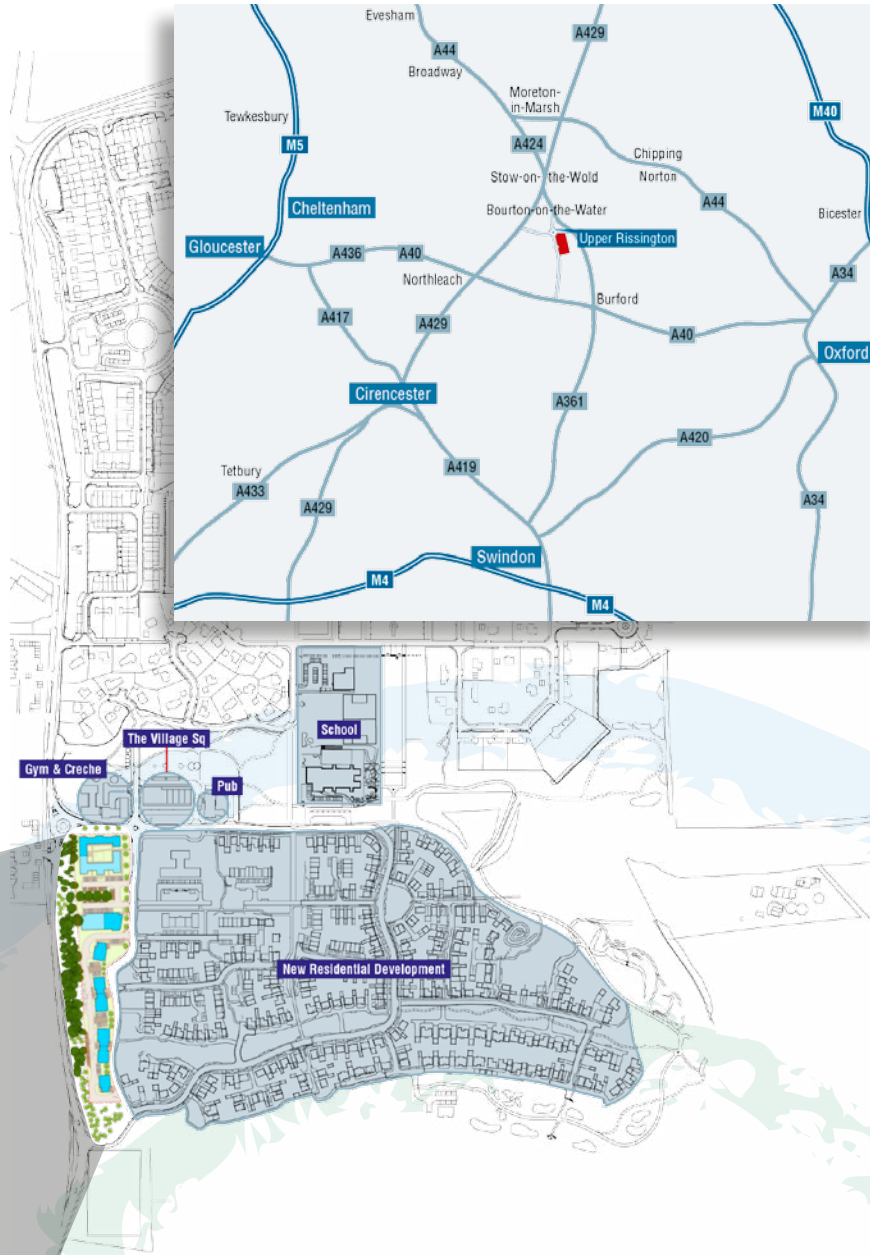 Evesham
A429
A44
Broadway
Moreton-
in-Marsh
M40
Tewkesbury
M5
A424
Chipping
Norton
Stow-on-the-Wold
A44
Cheltenham
Bourton-on-the-Water
Bicester
Upper Rissington
Gloucester
A436
A40
A34
Northleach
Burford
A417
A429
A40
Oxford
Cirencester
A361
A420
Tetbury
A419
A433
A34
A429
Swindon
M4
M4
School
The Village Sq
Gym & Creche
Pub
New Residential Development